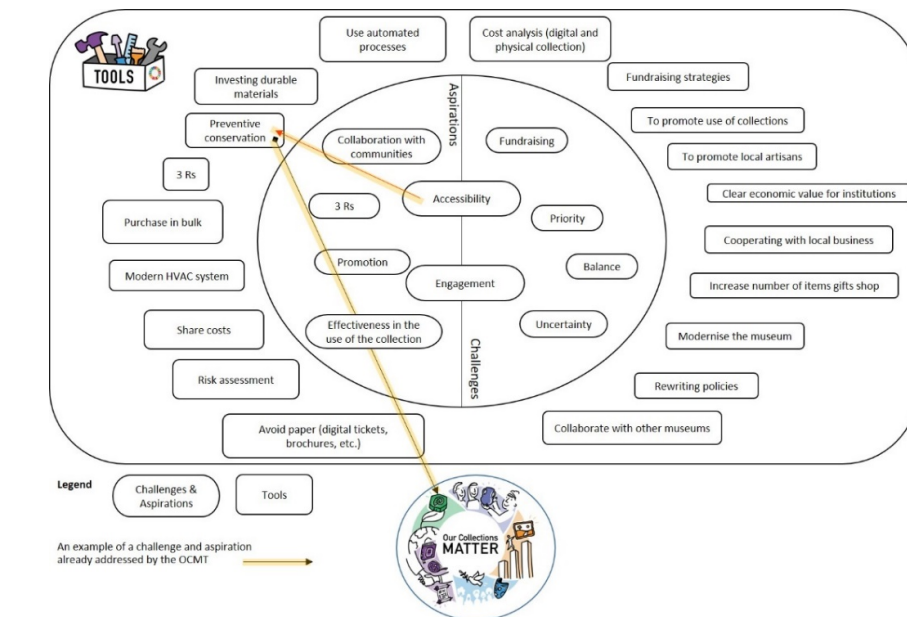 Use automated
processes
Cost analysis (digital and
physical collection)
TOOLS
Investing durable
materials
Fundraising strategies
Preventive
conservation
To promote use of collections
Aspirations
Collaboration with
communities
Fundraising
To promote local artisans
3 Rs
Accessibility
Clear economic value for institutions
3 Rs
Priority
Purchase in bulk
Cooperating with local business
Promotion
Balance
Modern HVAC system
Engagement
Increase number of items gifts shop
Share costs
Effectiveness in the
use of the collection
Uncertainty
Modernise the museum
Challenges
Risk assessment
Rewriting policies
Avoid paper (digital tickets,
brochures, etc.)
Collaborate with other museums
Legend
Challenges &
Aspirations
Tools
An example of a challenge and aspiration
already addressed by the OCMT
Our Collections
MATTER